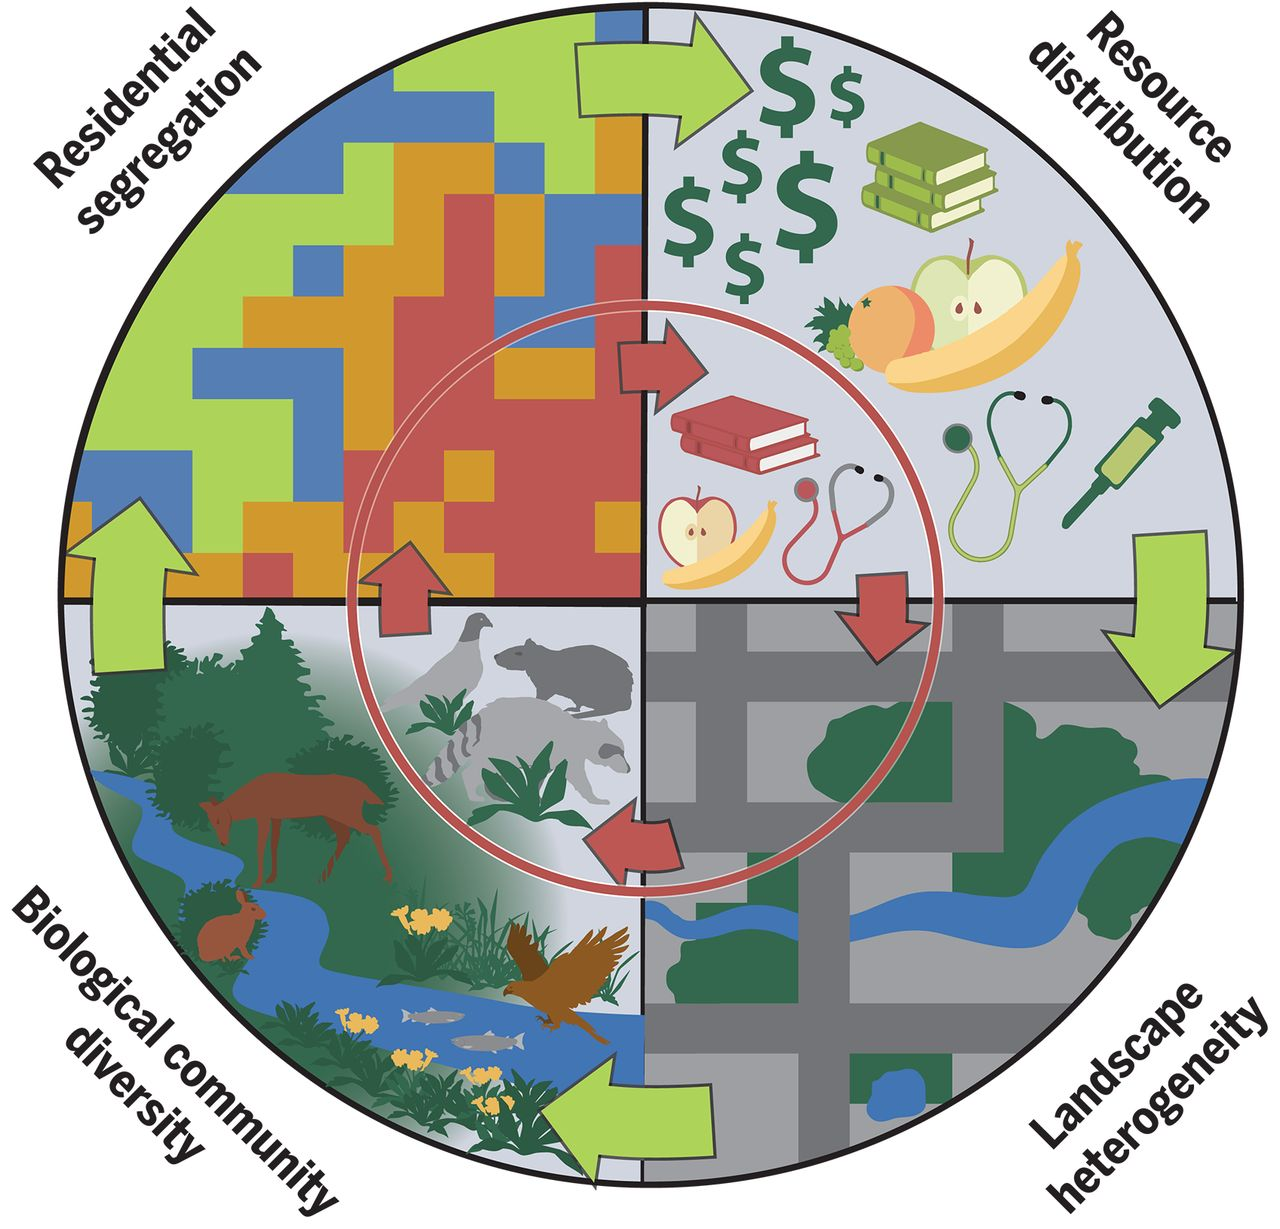 Residential
segregation
Resource
distribution
$ $
$
$ $
$
Biological community
diversity
Landscape
heterogeneity